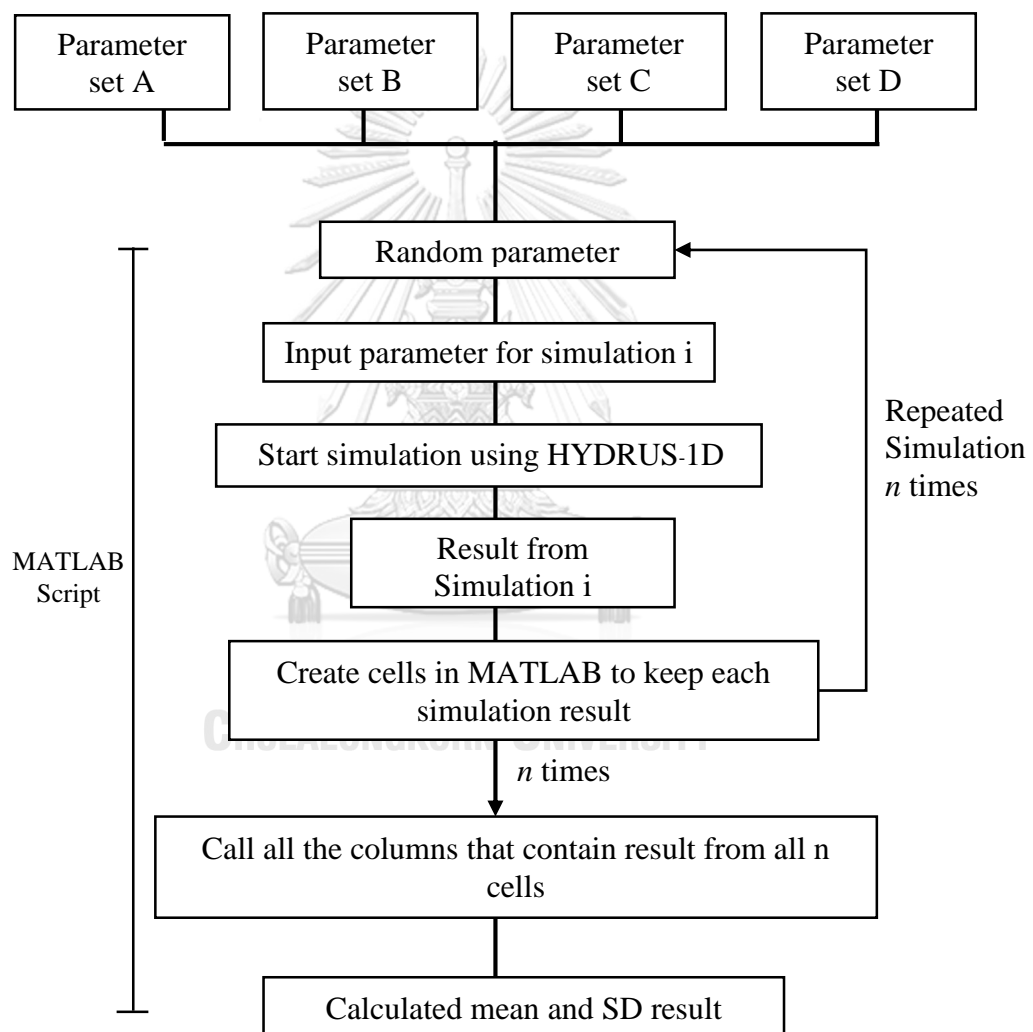 Parameter
set A
Parameter
set B
Parameter
set C
Parameter
set D
Random parameter
Input parameter for simulation i
Start simulation using HYDRUS-1D
Result from
Simulation i
Create cells in MATLAB to keep each
simulation result
Repeated
Simulation
n times
MATLAB
Script
CHULALONGKORN UNIVERSITY
n times
Call all the columns that contain result from all n
cells
Calculated mean and SD result